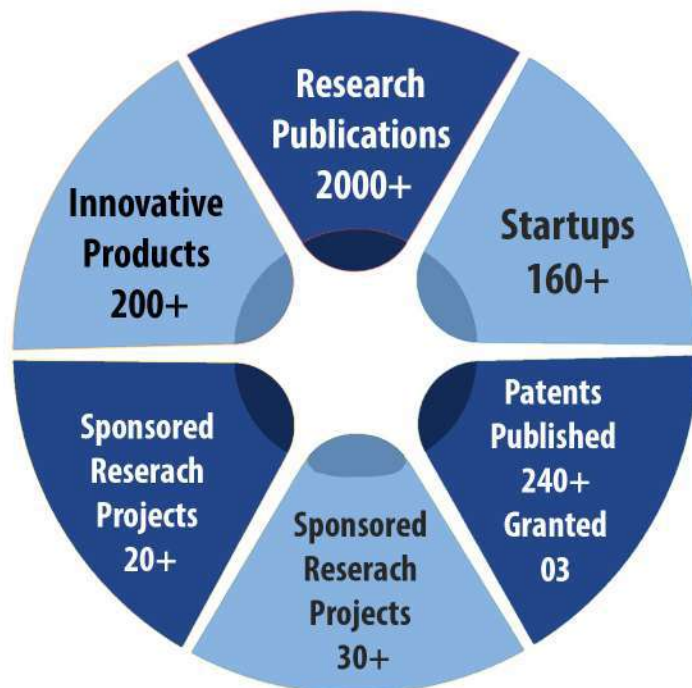 Research
Publications
2000+
Startups
160+
Patents
Published
240+
Granted
03
Sponsored
Reserach
Projects
30+
Sponsored
Reserach
Projects
20+
Innovative
Products
200+